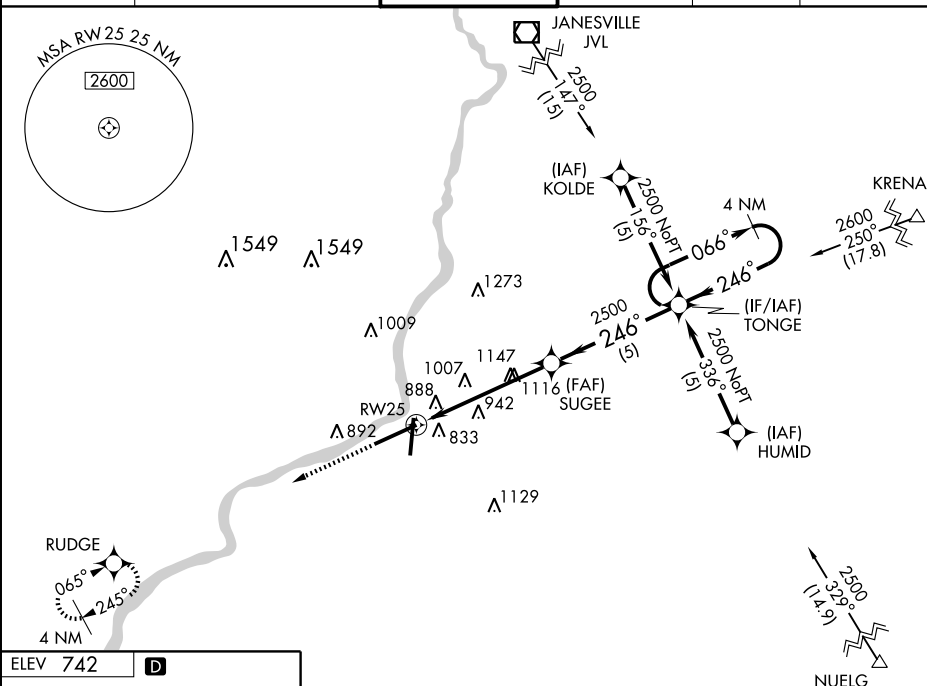 MSA RW25 25 NM
2600
JANESVILLE
JVL
2500
147°
(15)
(IAF)
KOLDE
2500 NoPT
156°
(5)
4 NM
066°
246°
KRENA
2600
250°
(17.8)
(IF/IAF)
TONGE
1549
1549
1273
1009
2500
246°
(5)
2500 NoPT
336°
(5)
1007
1147
1116
(FAF)
SUGEE
888
942
RW25
892
833
(IAF)
HUMID
1129
RUDGE
065°
245°
4 NM
2500
329°
(14.9)
NUELG
ELEV 742
D